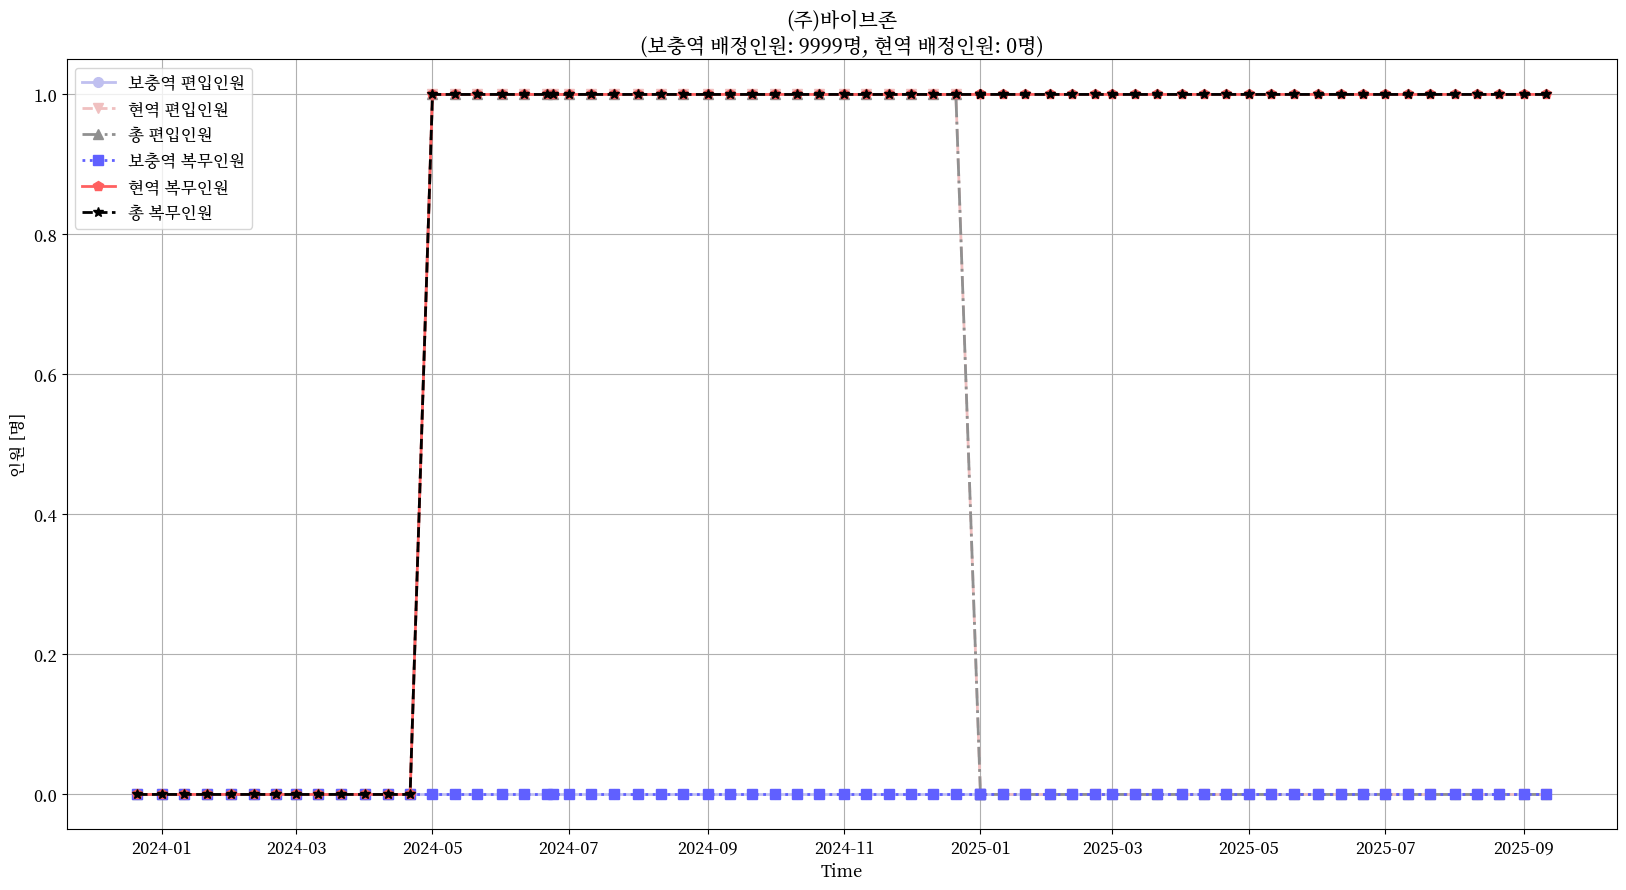 (주)바이브존
(보충역 배정인원: 9999명, 현역 배정인원: 0명)
보충역 편입인원
현역 편입인원
총 편입인원
보충역 복무인원
현역 복무인원
총 복무인원
인원 [명]
1.0
0.8
0.6
0.4
0.2
0.0
2024-01 2024-03 2024-05 2024-07 2024-09 2024-11 2025-01 2025-03 2025-05 2025-07 2025-09
Time